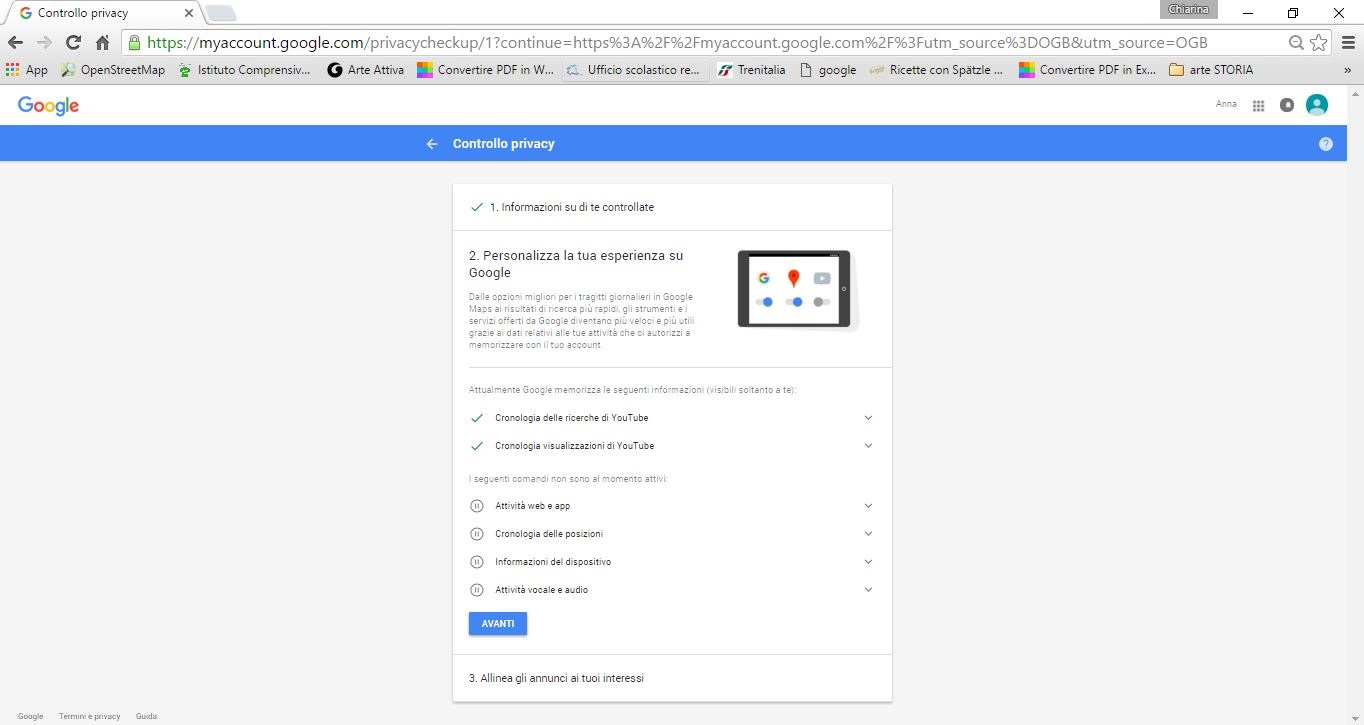 Controllo privacy
Chiarina
https://myaccount.google.com/privacycheckup/1?continue=https%3A%2F%2Fmyaccount.google.com%2F%3Futm_source%3DOGB&utm_source=OGB
App OpenStreetMap Istituto Comprensiv... Arte Attiva Convertire PDF in W... Ufficio scolastico re... Trenitalia google Ricette con Spätzle ... Convertire PDF in Ex... arte STORIA »
Google
Anna
Controllo privacy
?
1. Informazioni su di te controllate
2. Personalizza la tua esperienza su
Google
Dalle opzioni migliori per i tragitti giornalieri in Google
Maps ai risultati di ricerca più rapidi, gli strumenti e i
servizi offerti da Google diventano più veloci e più utili
grazie ai dati relativi alle tue attività che ci autorizzi a
memorizzare con il tuo account.
Attualmente Google memorizza le seguenti informazioni (visibili soltanto a te):
Cronologia delle ricerche di YouTube
Cronologia visualizzazioni di YouTube
I seguenti comandi non sono al momento attivi:
Attività web e app
Cronologia delle posizioni
Informazioni del dispositivo
Attività vocale e audio
AVANTI
3. Allinea gli annunci ai tuoi interessi
Google Termini e privacy Guida